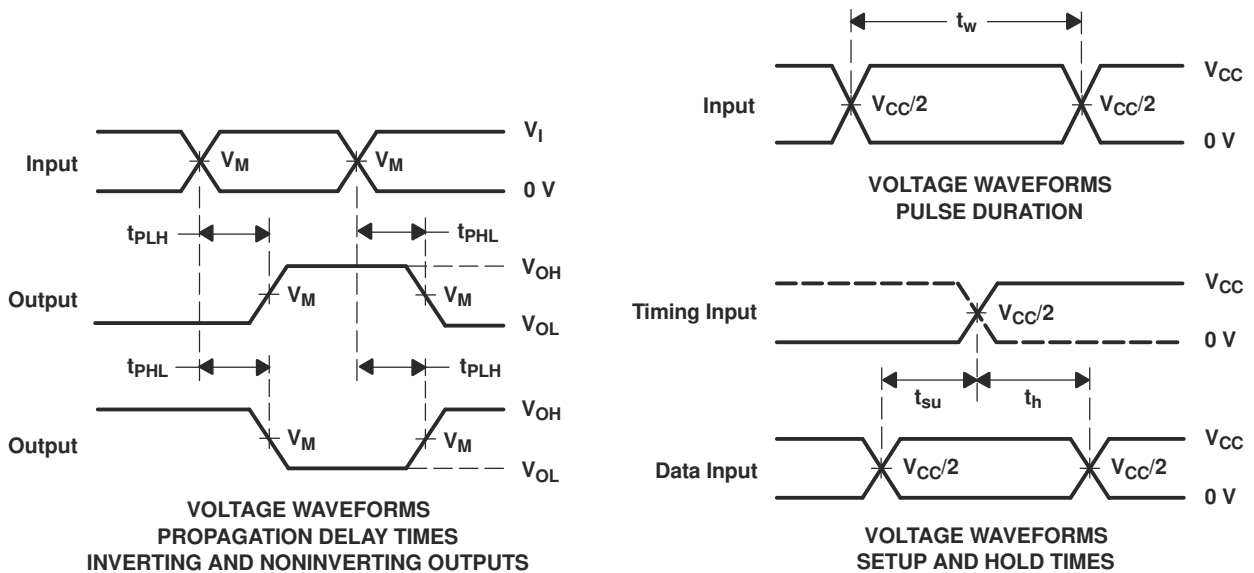 Input
V_M
V_M
V_I
0 V
t_PLH
t_PHL
Output
V_M
V_M
V_OH
V_OL
t_PHL
t_PLH
Output
V_M
V_M
V_OH
V_OL
VOLTAGE WAVEFORMS
PROPAGATION DELAY TIMES
INVERTING AND NONINVERTING OUTPUTS
t_w
Input
V_CC/2
V_CC/2
V_CC
0 V
VOLTAGE WAVEFORMS
PULSE DURATION
Timing Input
V_CC/2
V_CC
0 V
t_su
t_h
Data Input
V_CC/2
V_CC/2
V_CC
0 V
VOLTAGE WAVEFORMS
SETUP AND HOLD TIMES